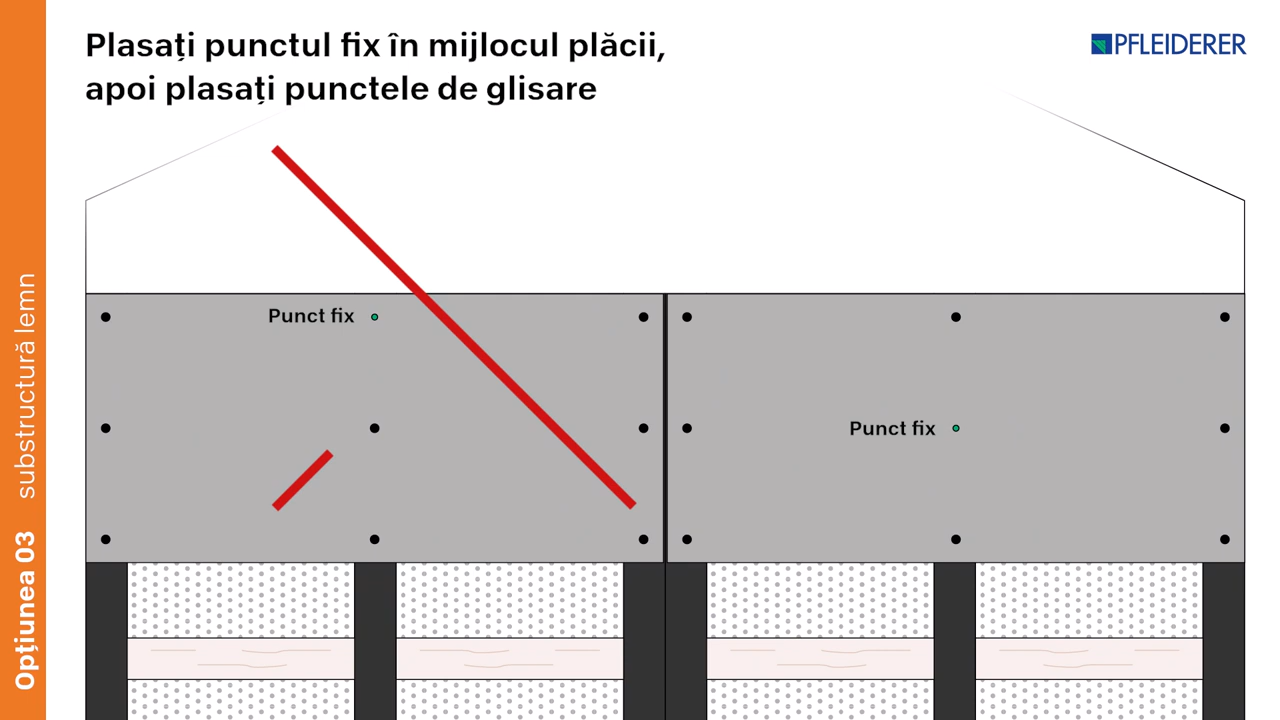 Plasați punctul fix în mijlocul plăcii,
apoi plasați punctele de glisare
PFLEIDERER
Punct fix
Punct fix
Opțiunea 03 substructură lemn